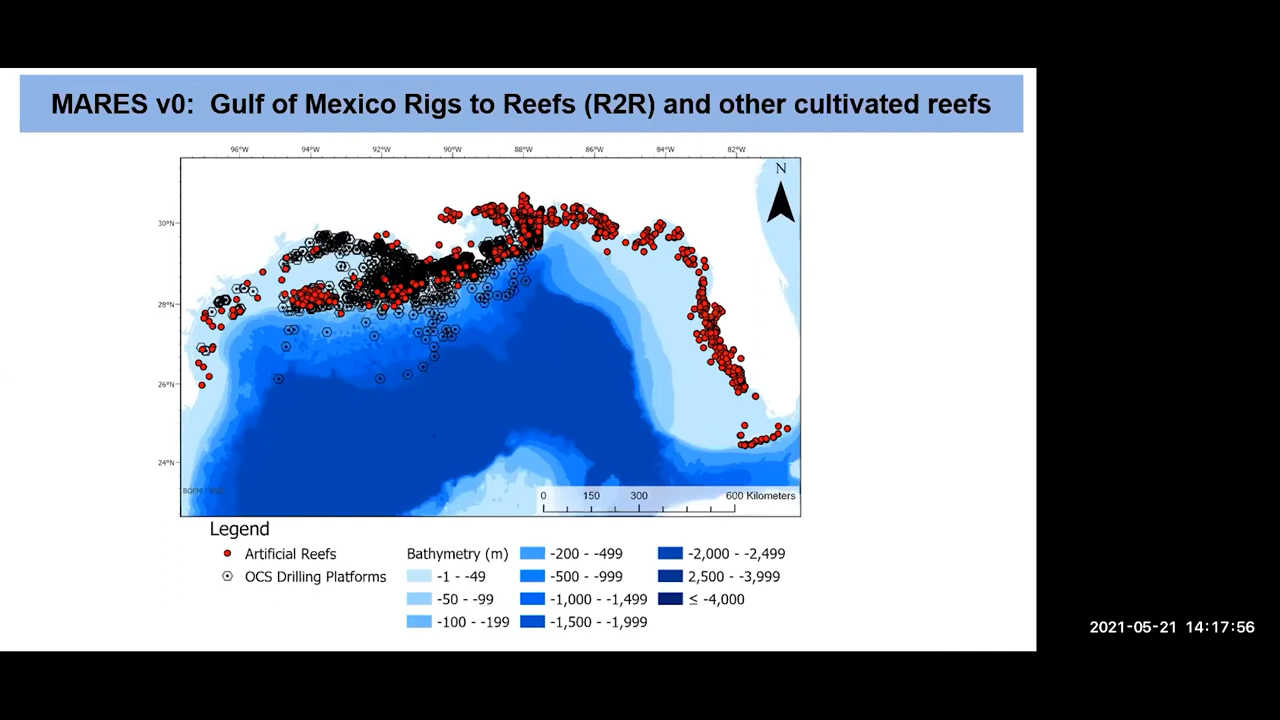 MARES v0: Gulf of Mexico Rigs to Reefs (R2R) and other cultivated reefs
96°W 94°W 92°W 90°W 88°W 86°W 84°W 82°W
N
30°N
28°N
26°N
24°N
BOEM
0 150 300 600 Kilometers
Legend
Artificial Reefs
OCS Drilling Platforms
Bathymetry (m)
-1 - -49
-50 - -99
-100 - -199
-200 - -499
-500 - -999
-1,000 - -1,499
-1,500 - -1,999
-2,000 - -2,499
2,500 - -3,999
≤ -4,000
2021-05-21 14:17:56